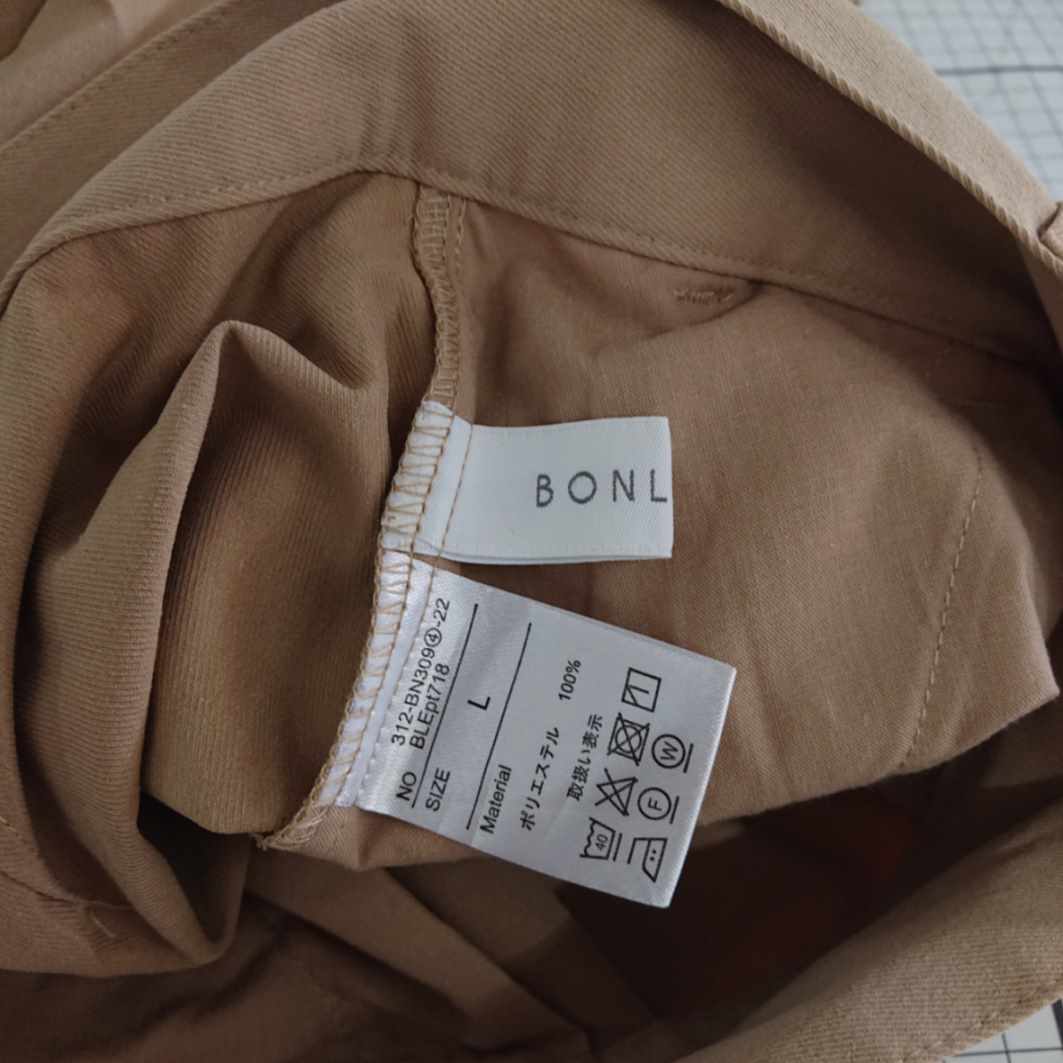 BONL
NO 312-BN309④-22
BLEpt718
SIZE L
Material
ポリエステル 100%
取扱い表示
40
W
F